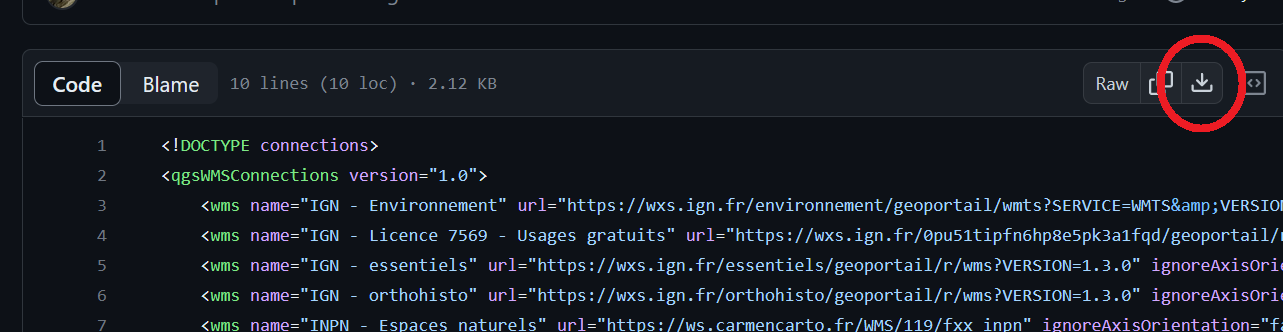 Code Blame 10 lines (10 loc) · 2.12 KB Raw
1 <!DOCTYPE connections>
2 <qgsWMSConnections version="1.0">
3 <wms name="IGN - Environnement" url="https://wxs.ign.fr/environnement/geoportail/wmts?SERVICE=WMTS&amp;VERSION
4 <wms name="IGN - Licence 7569 - Usages gratuits" url="https://wxs.ign.fr/0pu51tipfn6hp8e5pk3a1fqd/geoportail/
5 <wms name="IGN - essentiels" url="https://wxs.ign.fr/essentiels/geoportail/r/wms?VERSION=1.3.0" ignoreAxisOrie
6 <wms name="IGN - orthohisto" url="https://wxs.ign.fr/orthohisto/geoportail/r/wms?VERSION=1.3.0" ignoreAxisOrie
7 <wms name="INPN - Espaces naturels" url="https://ws.carmencarto.fr/WMS/119/fxx_inpn" ignoreAxisOrientation="fa